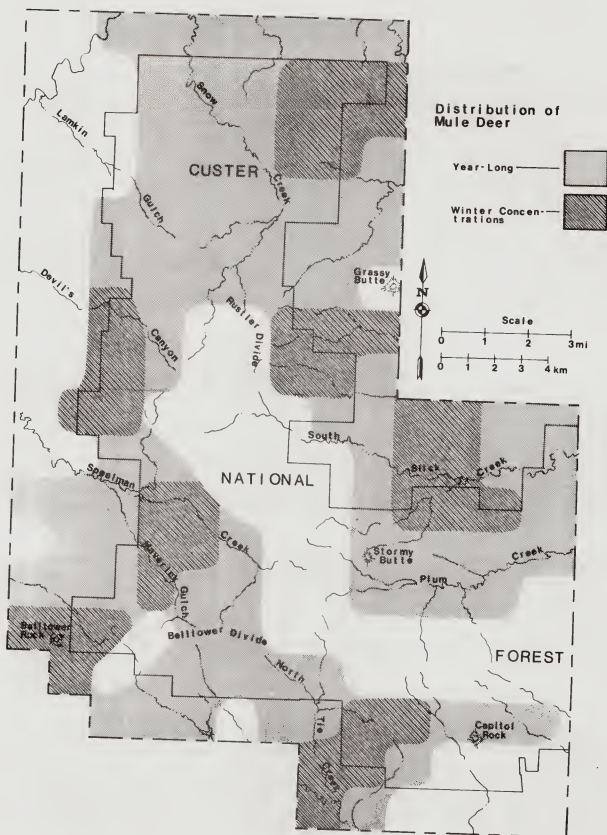 Distribution of
Mule Deer
Year-Long
Winter Concen-
trations
N
Scale
0 1 2 3 mi
0 1 2 3 4 km
Snow
Creek
Lamkin
Gulch
CUSTER
Grassy
Butte
Devil's
Canyon
Rustler Divide
South
Slick
Creek
NATIONAL
Speelman
Creek
Stormy
Butte
Plum
Creek
Maverick
Gulch
Belltower
Rock
Belltower Divide
FOREST
North
Tie
Creek
Capitol
Rock